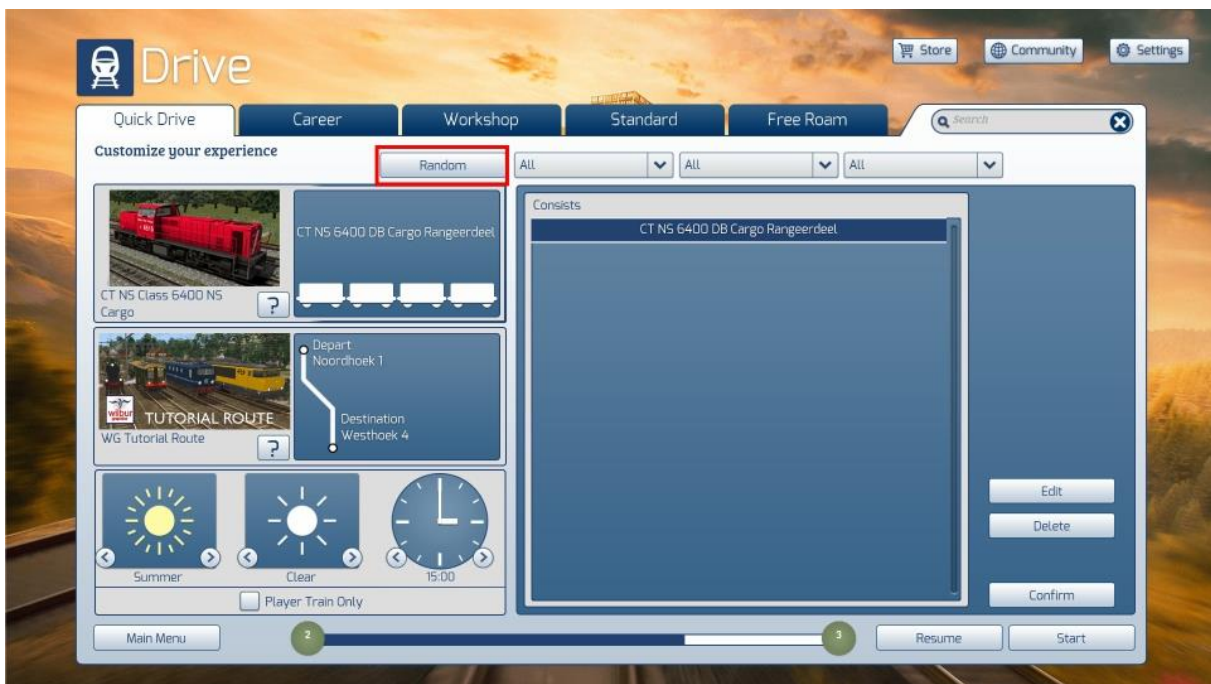 Drive
Store
Community
Settings
Quick Drive
Career
Workshop
Standard
Free Roam
Search
Customize your experience
Random
All
All
All
CT NS 6400 DB Cargo Rangeerdeel
CT NS Class 6400 NS
Cargo
?
Consists
CT NS 6400 DB Cargo Rangeerdeel
wilbur
TUTORIAL ROUTE
WG Tutorial Route
?
Depart
Noordhoek 1
Destination
Westhoek 4
Summer
Clear
15:00
Player Train Only
Edit
Delete
Confirm
Main Menu
2
3
Resume
Start